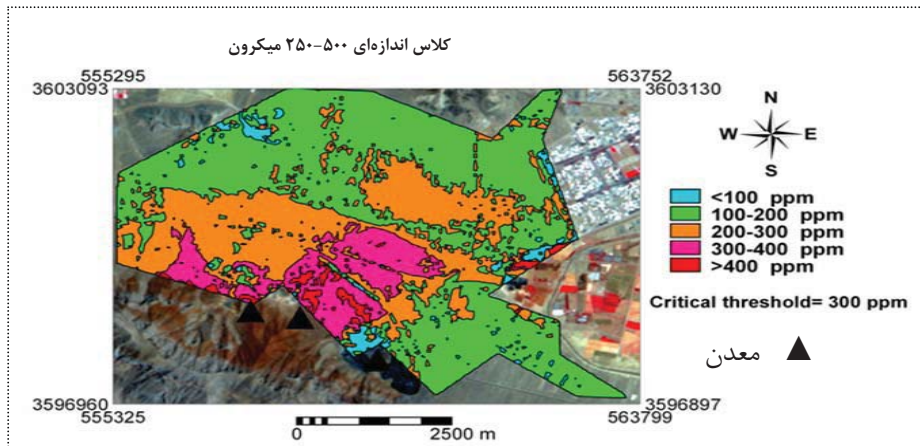 کلاس اندازه‌ای ۵۰۰-۲۵۰ میکرون
555295
563752
3603093
3603130
N
W E
S
<100 ppm
100-200 ppm
200-300 ppm
300-400 ppm
>400 ppm
Critical threshold= 300 ppm
معدن
3596960
3596897
555325
563799
0 2500 m